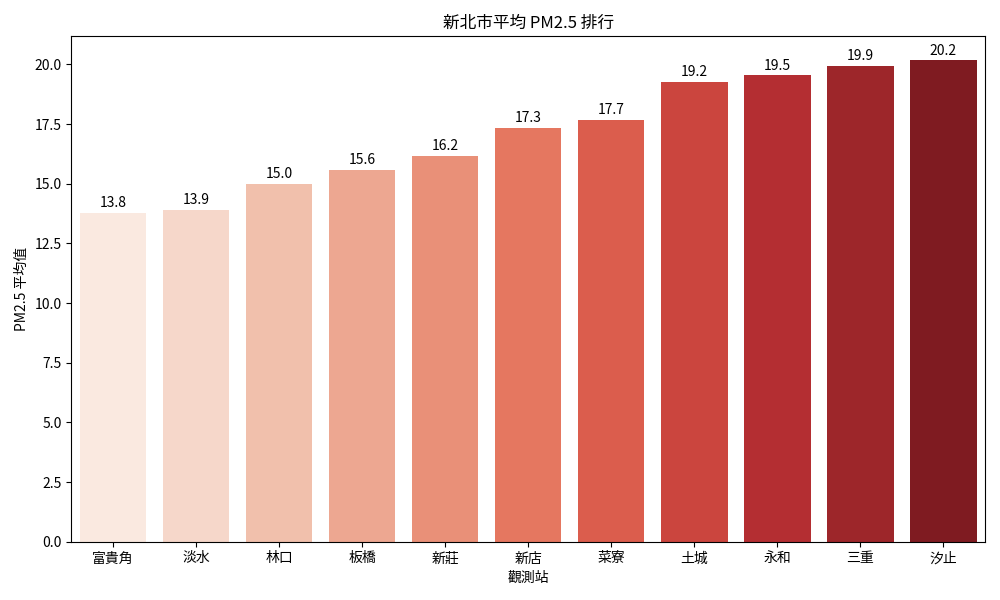 新北市平均 PM2.5 排行
PM2.5 平均值
20.0
17.5
15.0
12.5
10.0
7.5
5.0
2.5
0.0
13.8
13.9
15.0
15.6
16.2
17.3
17.7
19.2
19.5
19.9
20.2
富貴角
淡水
林口
板橋
新莊
新店
菜寮
土城
永和
三重
汐止
觀測站